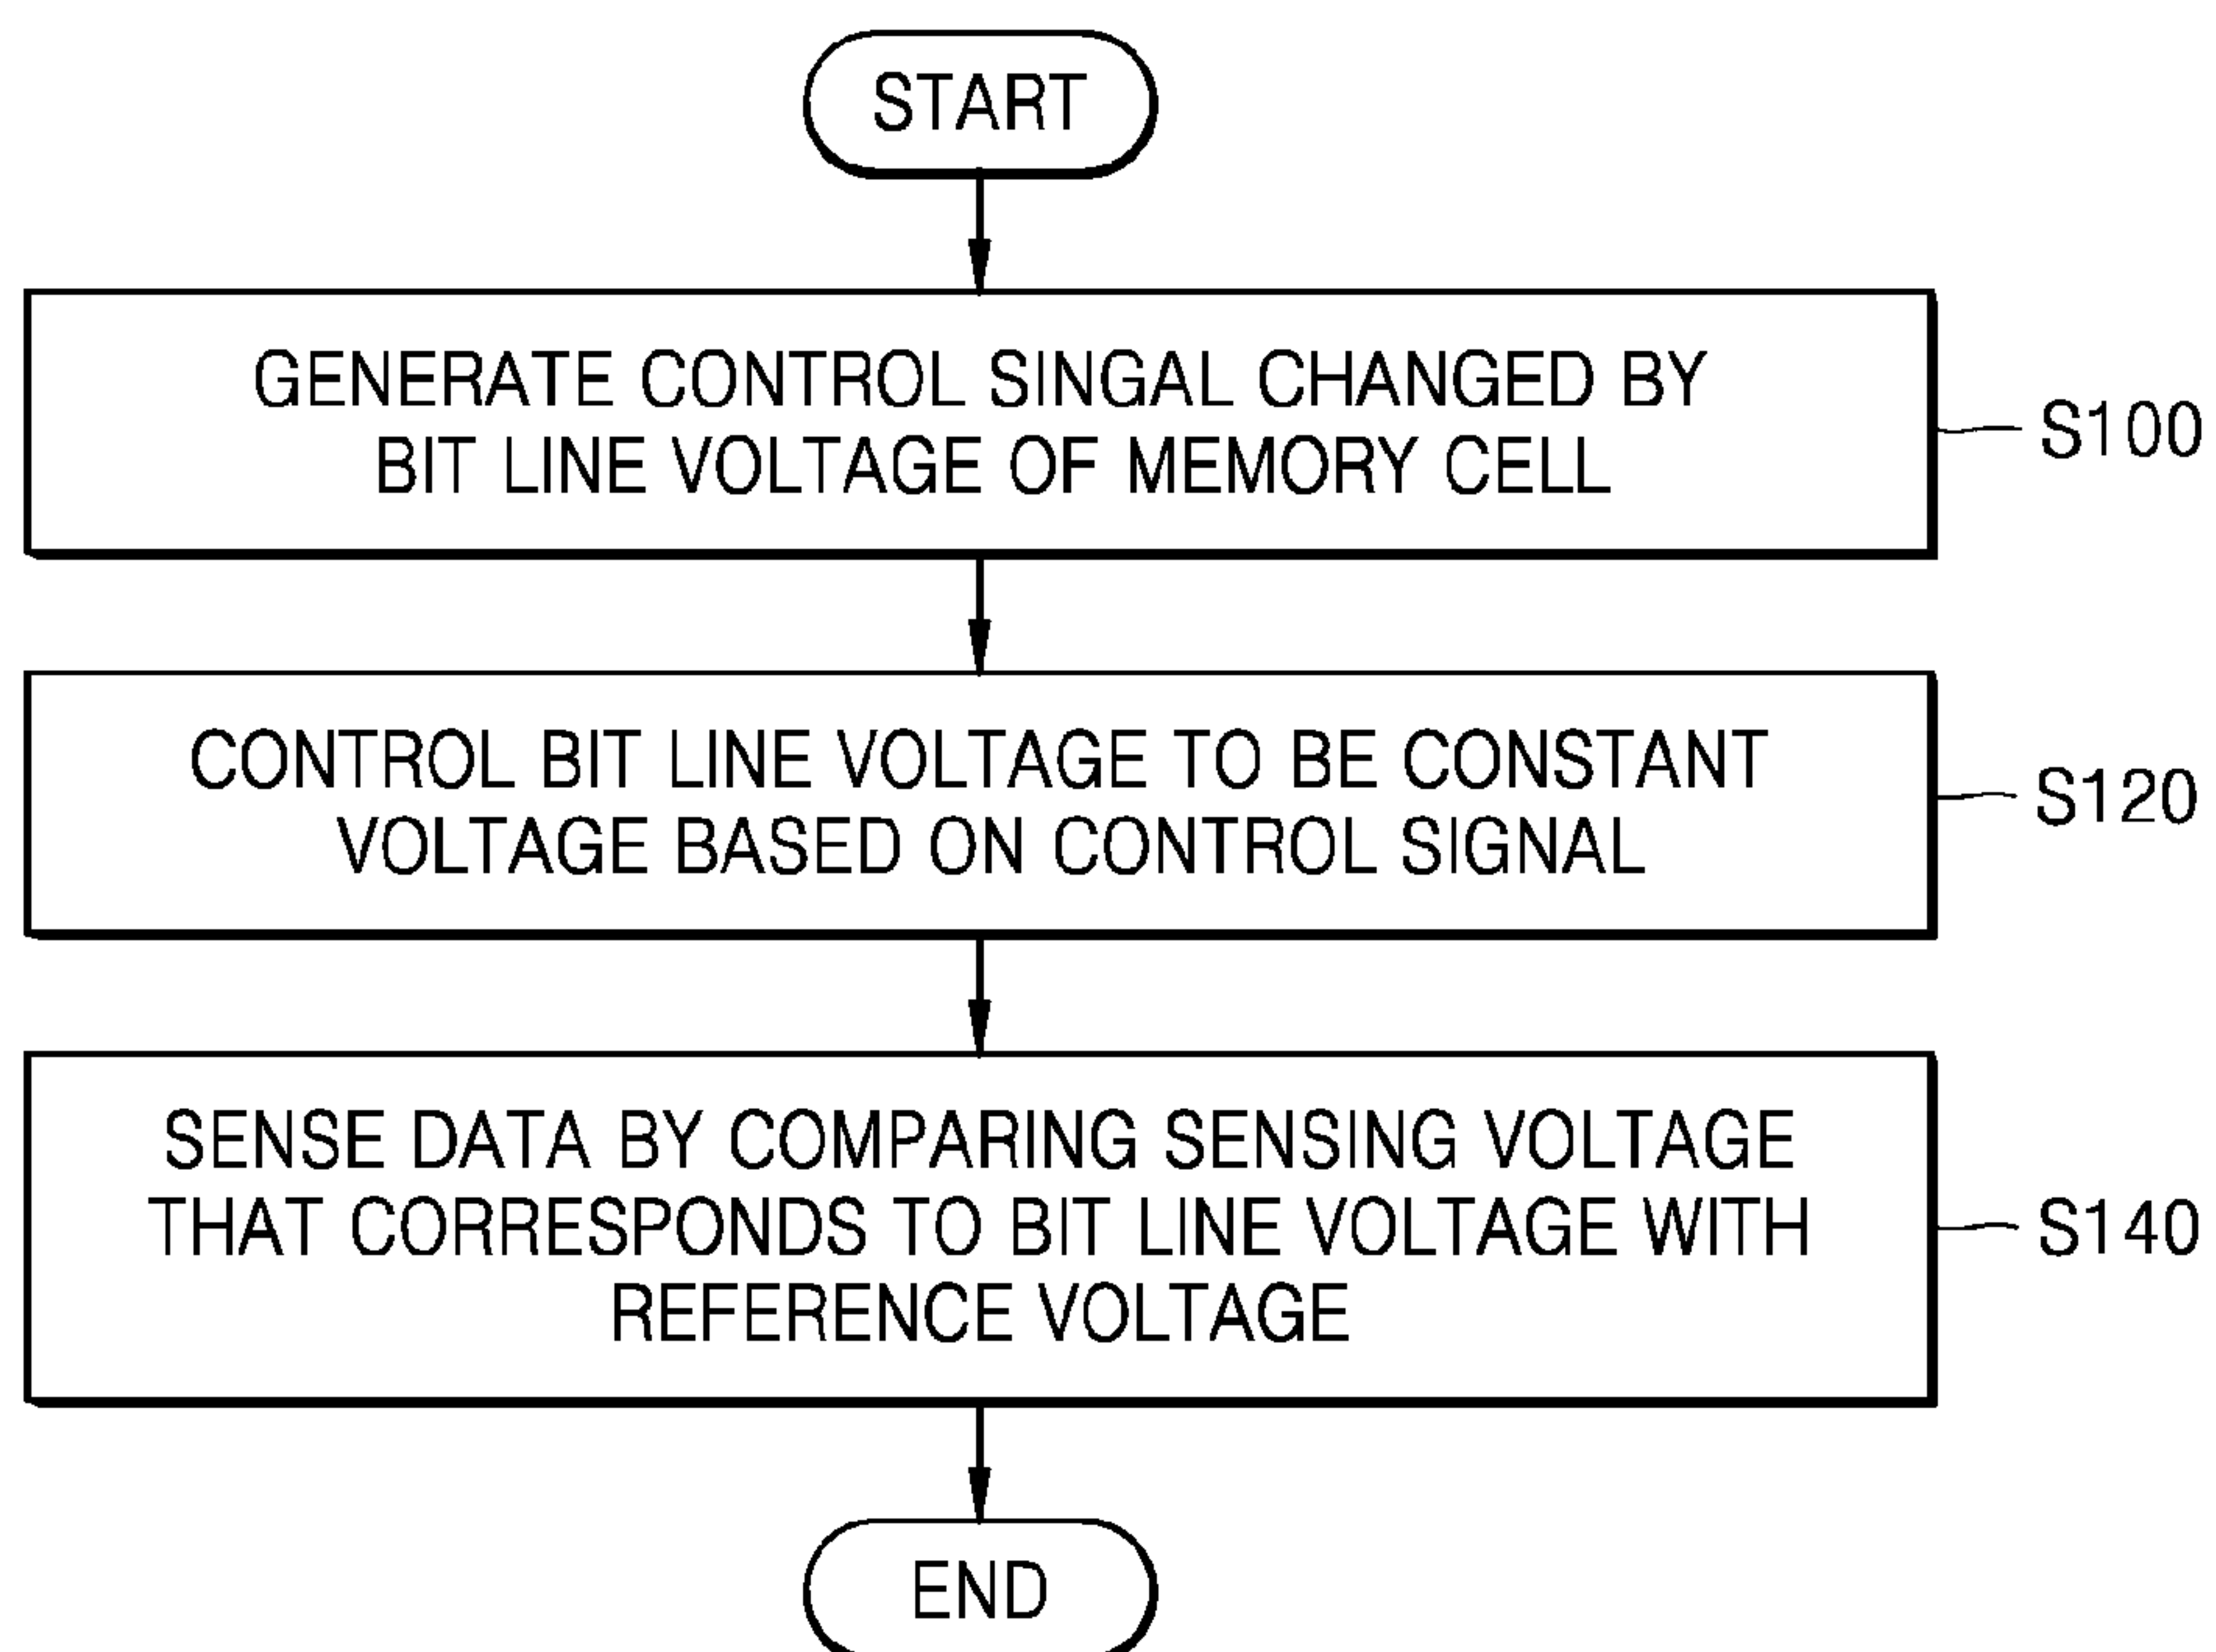 START
GENERATE CONTROL SINGAL CHANGED BY
BIT LINE VOLTAGE OF MEMORY CELL
S100
CONTROL BIT LINE VOLTAGE TO BE CONSTANT
VOLTAGE BASED ON CONTROL SIGNAL
S120
SENSE DATA BY COMPARING SENSING VOLTAGE
THAT CORRESPONDS TO BIT LINE VOLTAGE WITH
REFERENCE VOLTAGE
S140
END